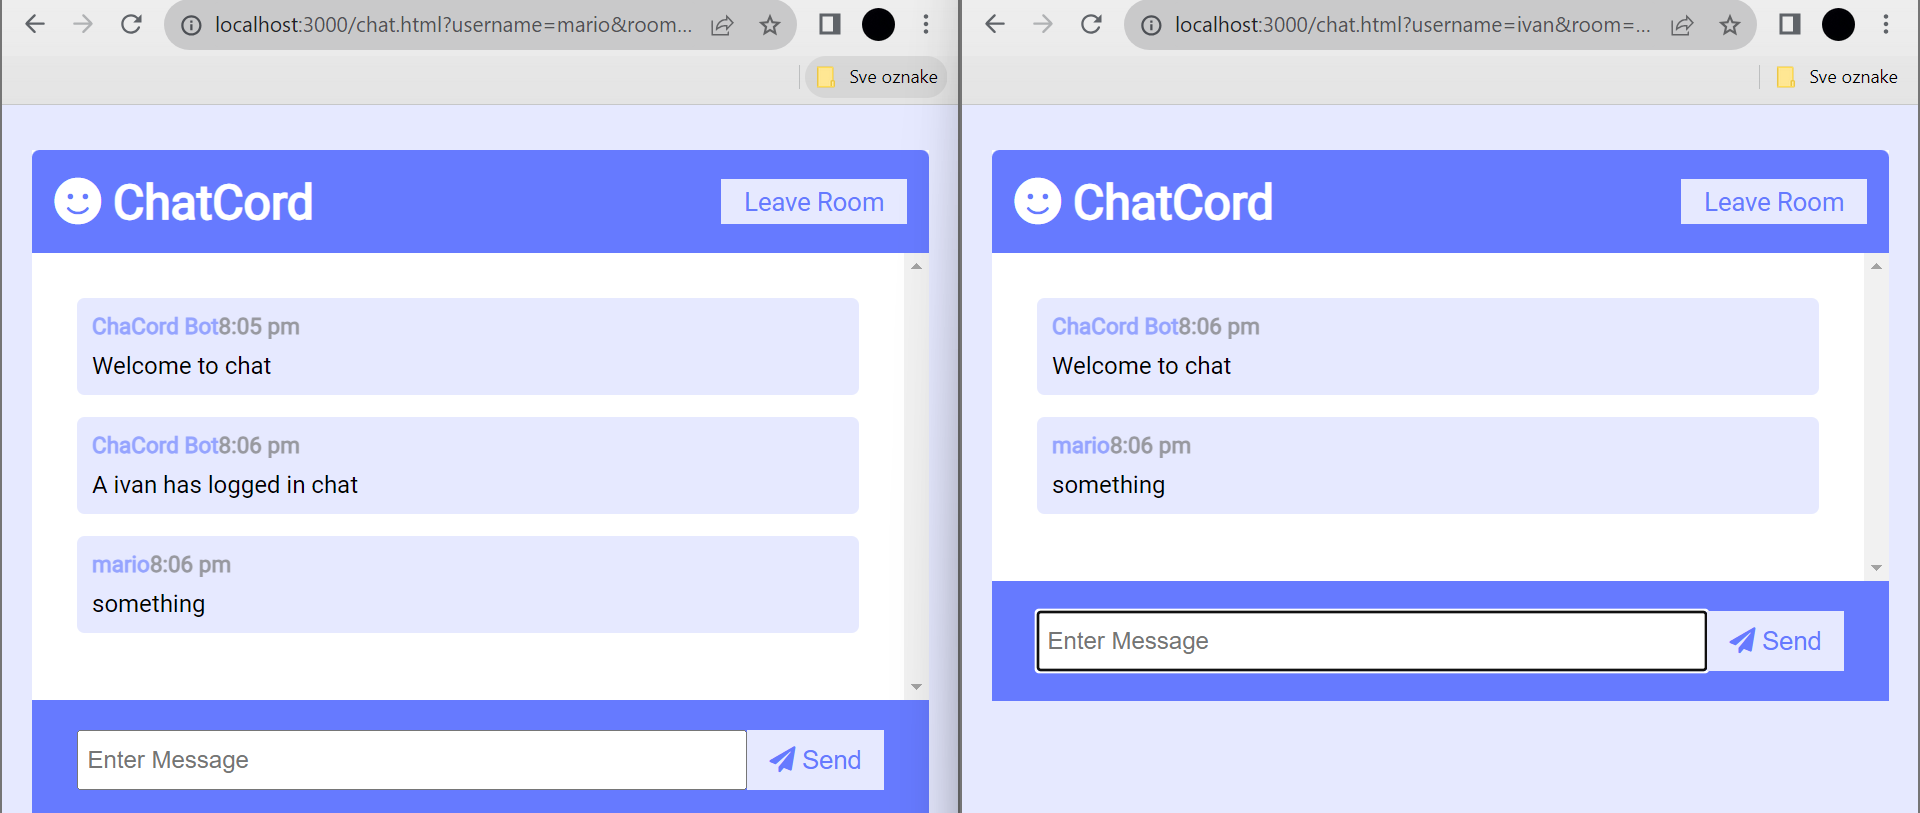 localhost:3000/chat.html?username=mario&room...
Sve oznake
ChatCord
Leave Room
ChaCord Bot8:05 pm
Welcome to chat
ChaCord Bot8:06 pm
A ivan has logged in chat
mario8:06 pm
something
Enter Message
Send
localhost:3000/chat.html?username=ivan&room=...
Sve oznake
ChatCord
Leave Room
ChaCord Bot8:06 pm
Welcome to chat
mario8:06 pm
something
Enter Message
Send